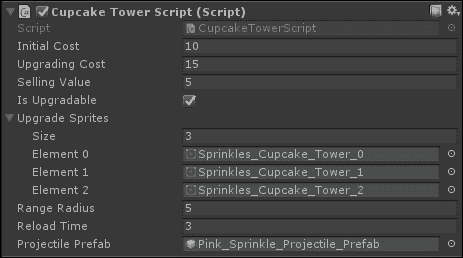 Cupcake Tower Script (Script)
Script CupcakeTowerScript
Initial Cost 10
Upgrading Cost 15
Selling Value 5
Is Upgradable
Upgrade Sprites
Size 3
Element 0 Sprinkles_Cupcake_Tower_0
Element 1 Sprinkles_Cupcake_Tower_1
Element 2 Sprinkles_Cupcake_Tower_2
Range Radius 5
Reload Time 3
Projectile Prefab Pink_Sprinkle_Projectile_Prefab